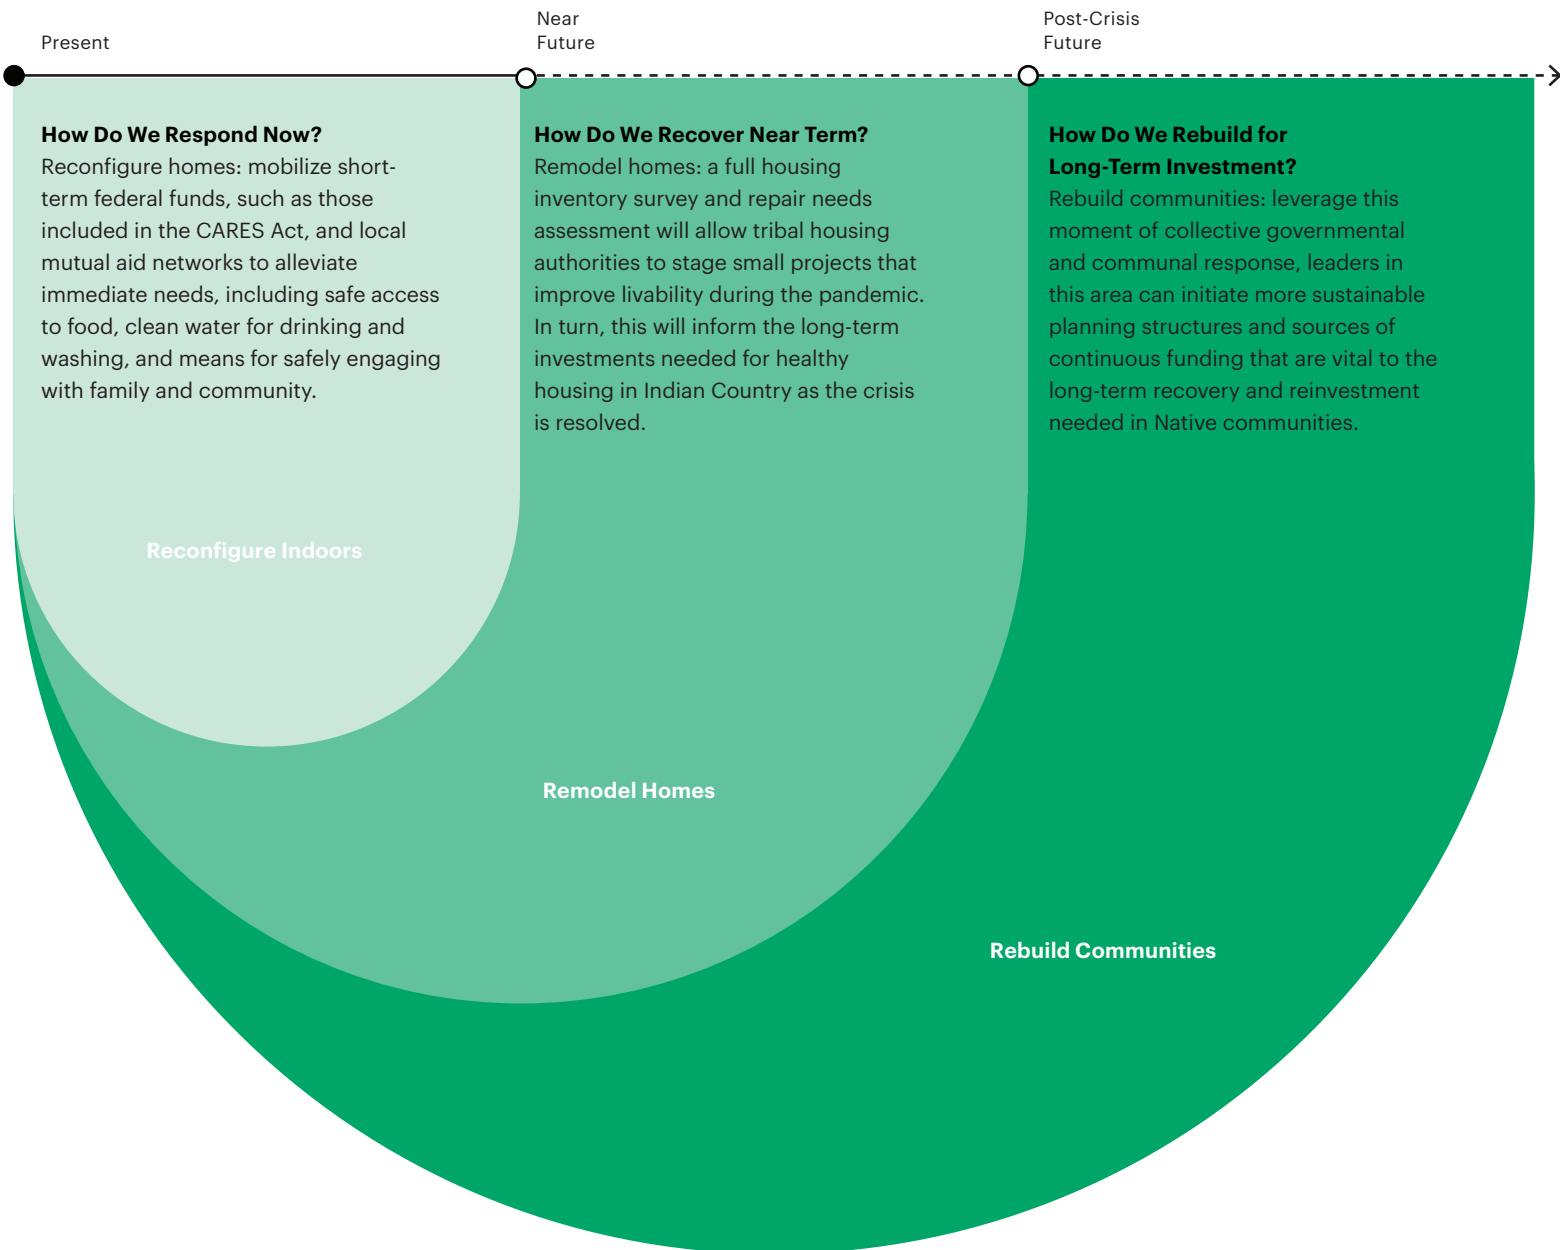 Present
Near
Future
Post-Crisis
Future
How Do We Respond Now?
Reconfigure homes: mobilize short-
term federal funds, such as those
included in the CARES Act, and local
mutual aid networks to alleviate
immediate needs, including safe access
to food, clean water for drinking and
washing, and means for safely engaging
with family and community.
How Do We Recover Near Term?
Remodel homes: a full housing
inventory survey and repair needs
assessment will allow tribal housing
authorities to stage small projects that
improve livability during the pandemic.
In turn, this will inform the long-term
investments needed for healthy
housing in Indian Country as the crisis
is resolved.
How Do We Rebuild for
Long-Term Investment?
Rebuild communities: leverage this
moment of collective governmental
and communal response, leaders in
this area can initiate more sustainable
planning structures and sources of
continuous funding that are vital to the
long-term recovery and reinvestment
needed in Native communities.
Reconfigure Indoors
Remodel Homes
Rebuild Communities